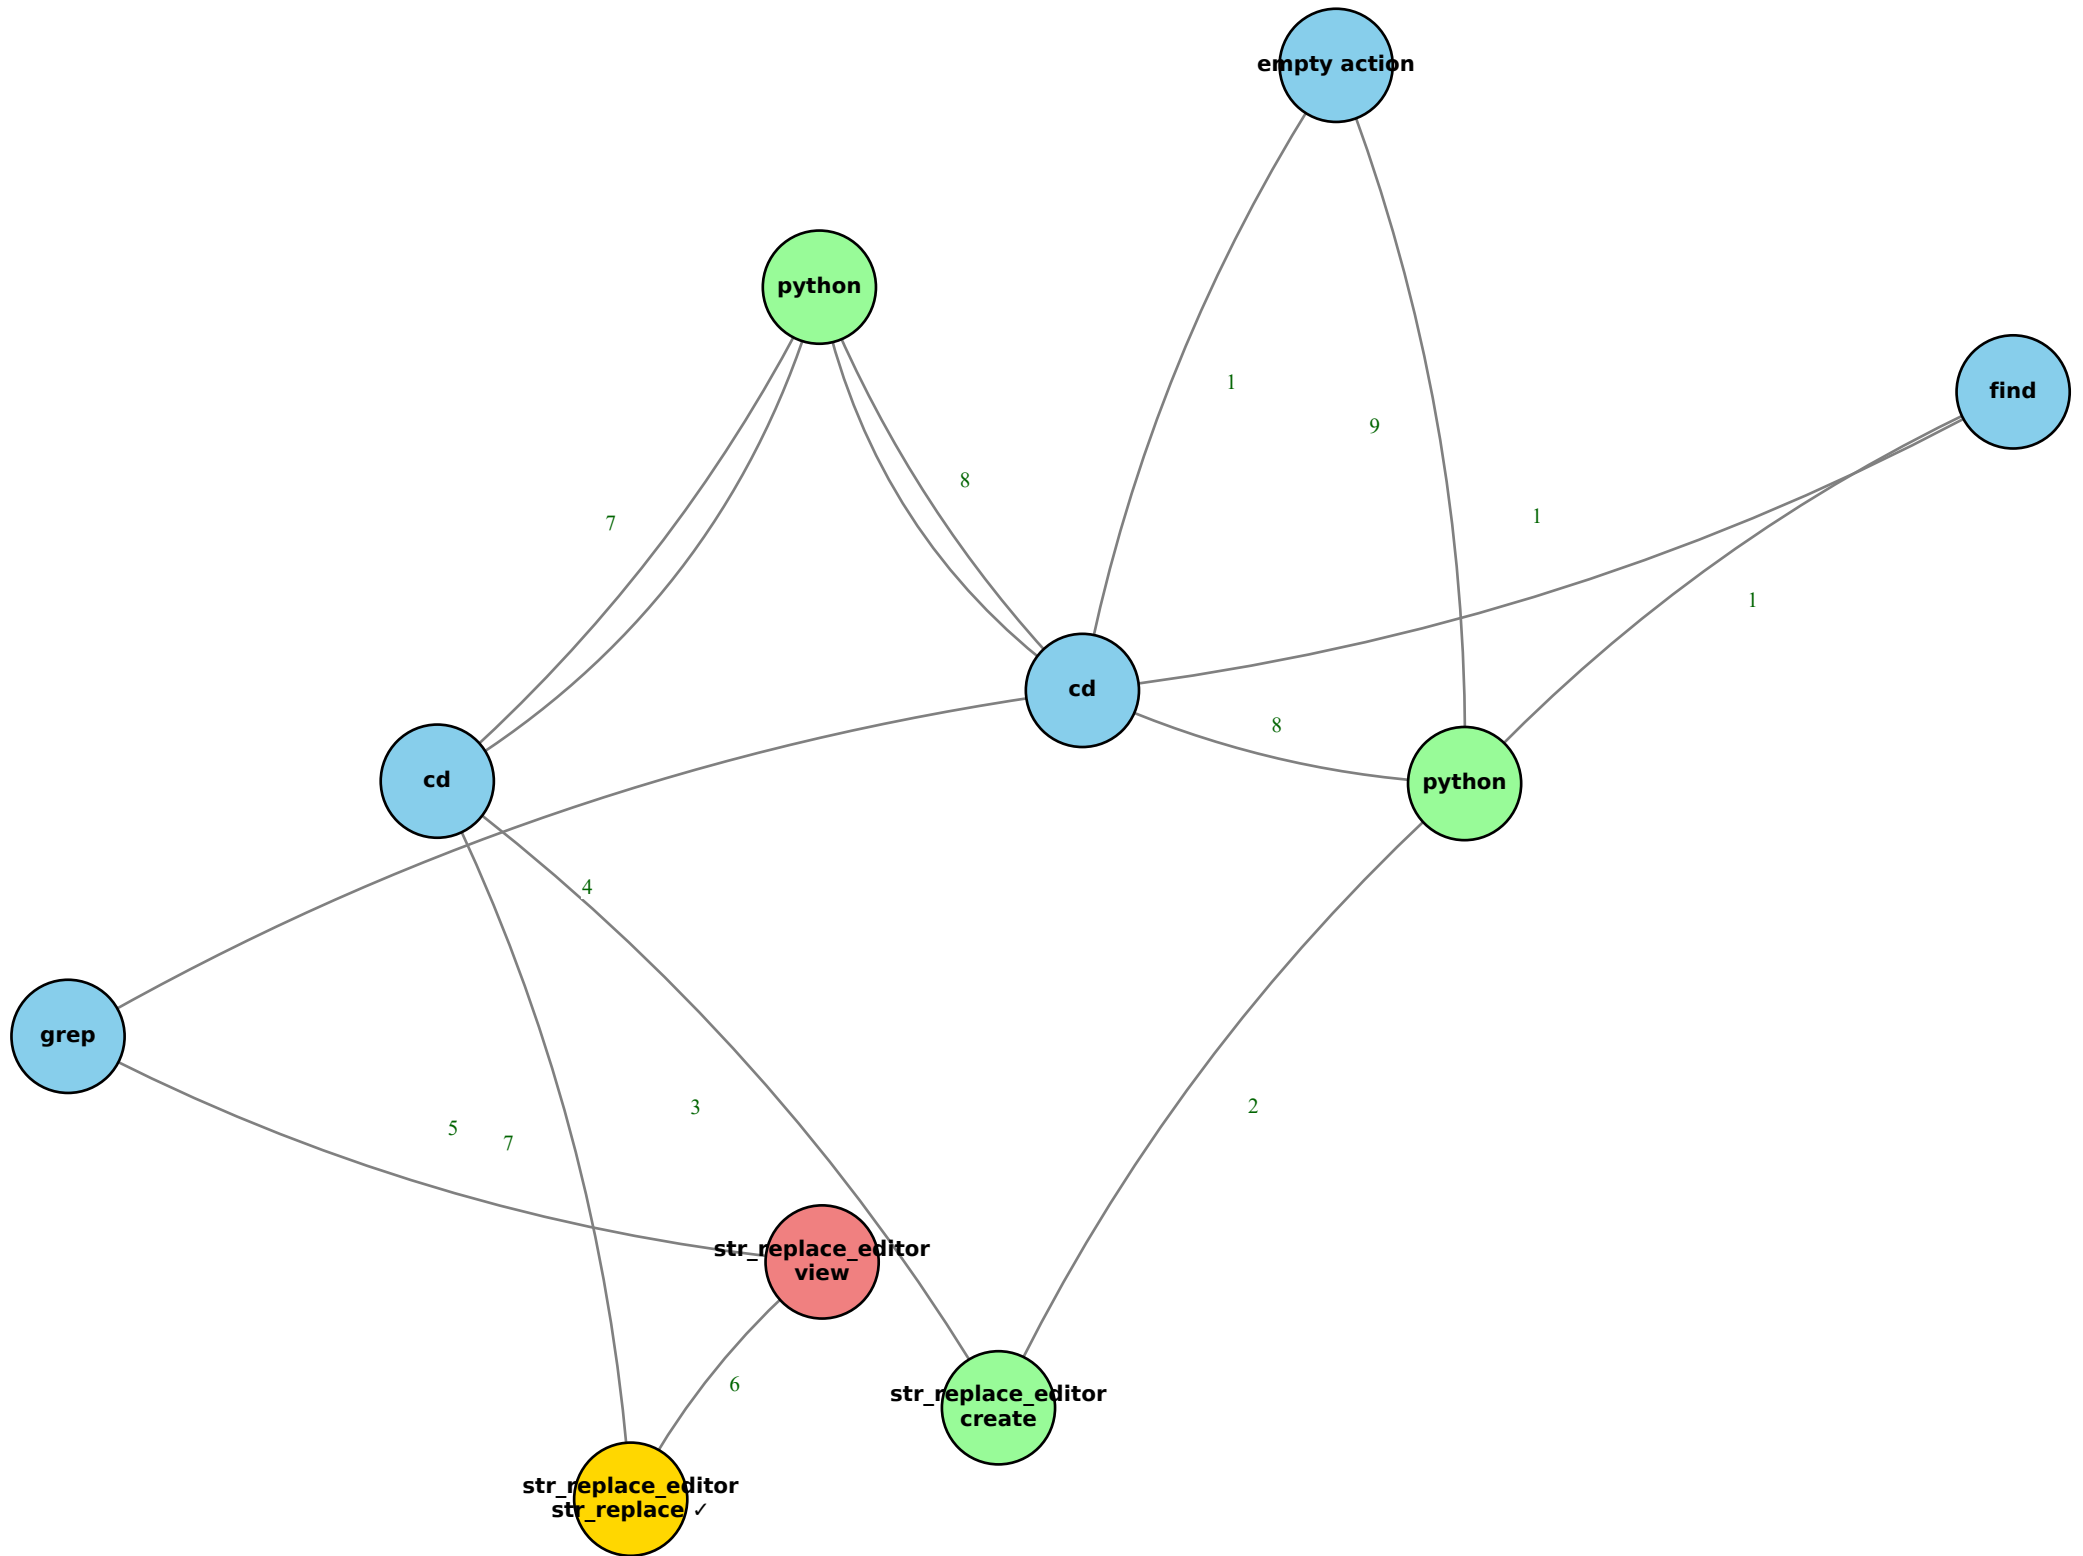 empty action
python
find
1
9
8
7
1
1
cd
8
cd
python
4
grep
3
2
5
7
str_replace_editor
view
6
str_replace_editor
create
str_replace_editor
str_replace ✓